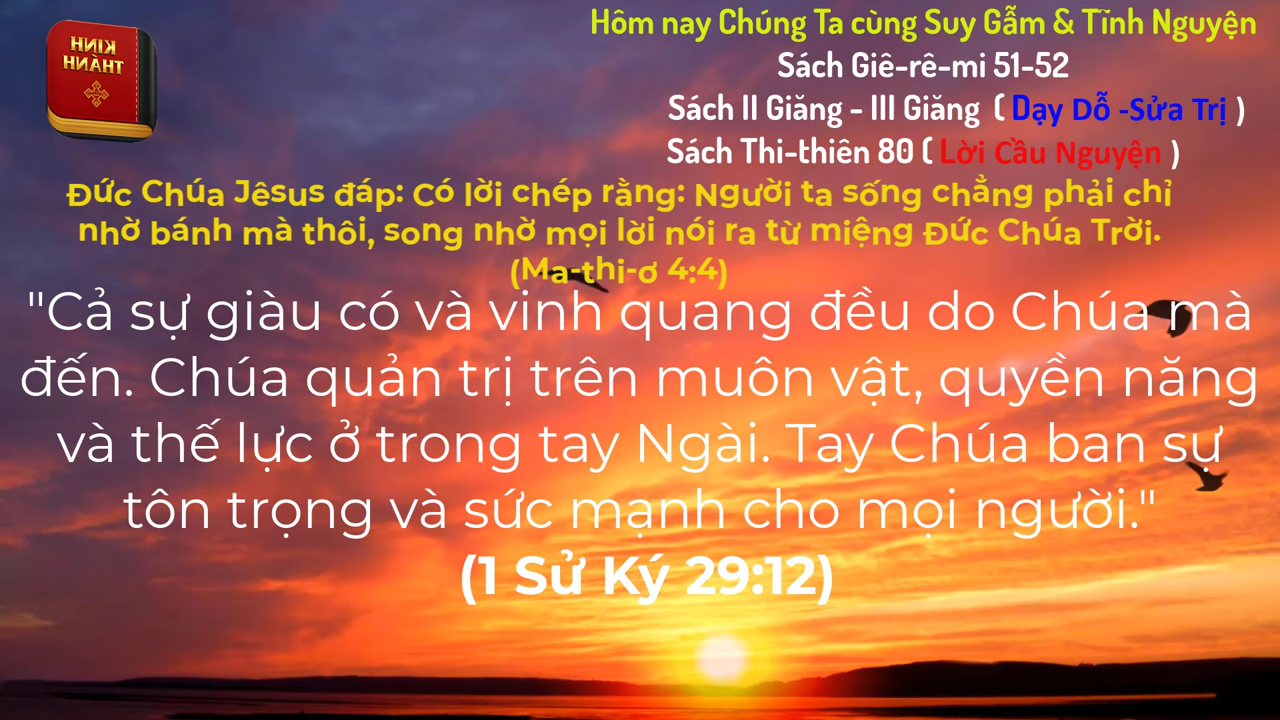 KINH
THÀNH
Hôm nay Chúng Ta cùng Suy Gẫm & Tĩnh Nguyện
Sách Giê-rê-mi 51-52
Sách II Giăng - III Giăng ( Dạy Dỗ -Sửa Trị )
Sách Thi-thiên 80 ( Lời Cầu Nguyện )
Đức Chúa Jêsus đáp: Có lời chép rằng: Người ta sống chẳng phải chỉ
nhờ bánh mà thôi, song nhờ mọi lời nói ra từ miệng Đức Chúa Trời.
(Ma-thi-ơ 4:4)
"Cả sự giàu có và vinh quang đều do Chúa mà
đến. Chúa quản trị trên muôn vật, quyền năng
và thế lực ở trong tay Ngài. Tay Chúa ban sự
tôn trọng và sức mạnh cho mọi người."
(1 Sử Ký 29:12)